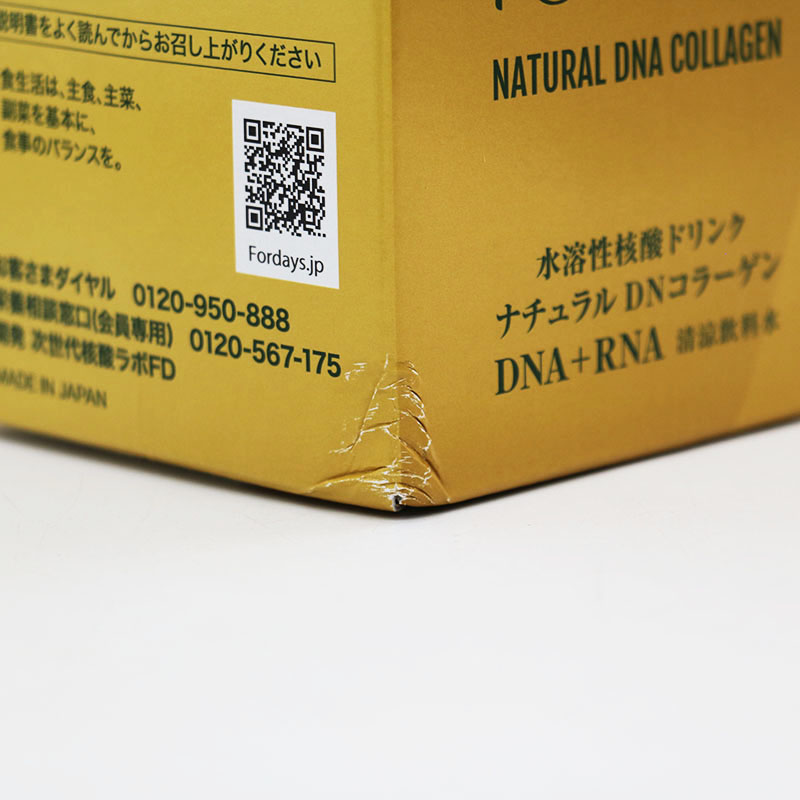 説明書をよく読んでからお召し上がりください
食生活は、主食、主菜、
副菜を基本に、
食事のバランスを。
Fordays.jp
お客さまダイヤル 0120-950-888
栄養相談窓口(会員専用) 0120-567-175
開発 次世代核酸ラボFD
MADE IN JAPAN
NATURAL DNA COLLAGEN
水溶性核酸ドリンク
ナチュラル DNコラーゲン
DNA+RNA 清涼飲料水